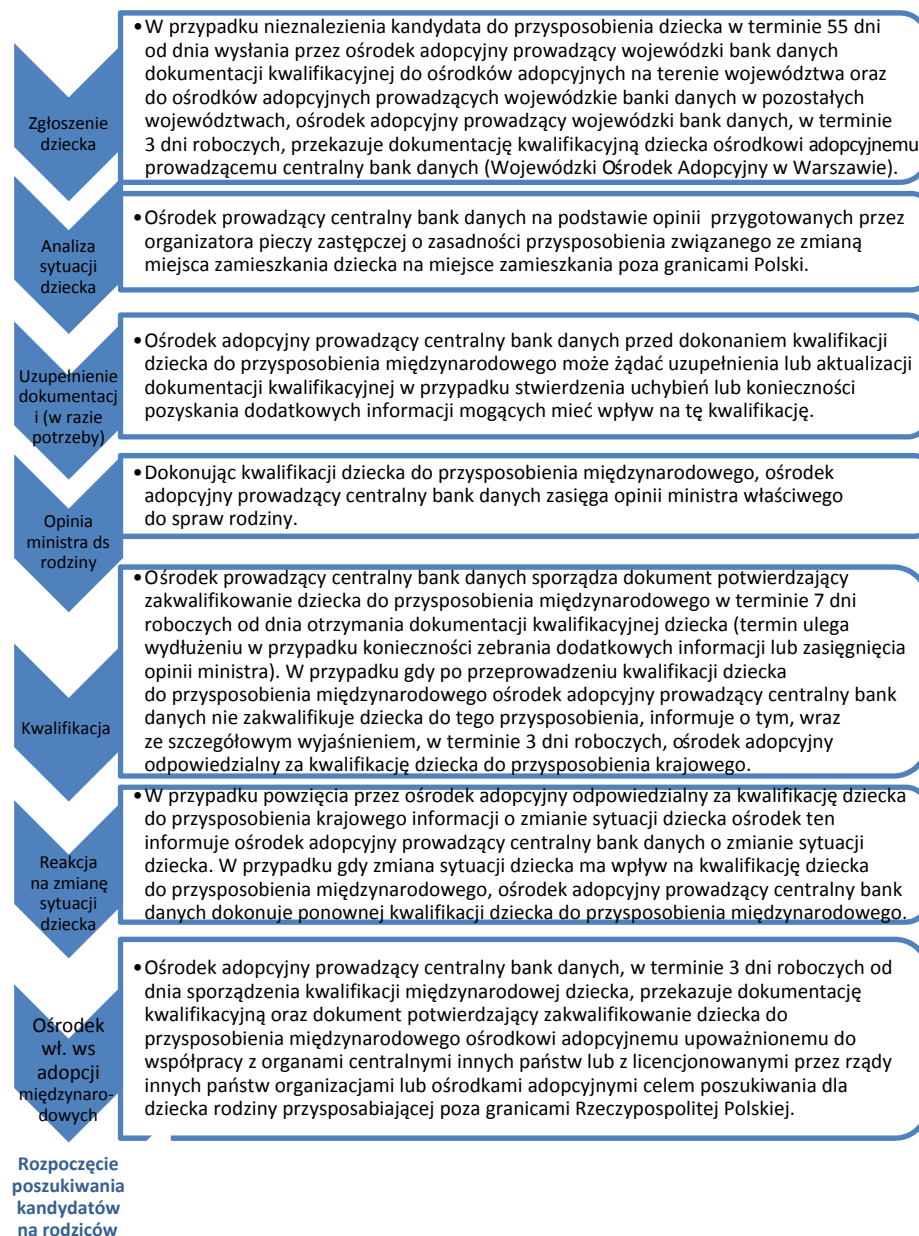 Zgłoszenie
dziecka
•W przypadku nieznalezienia kandydata do przysposobienia dziecka w terminie 55 dni
od dnia wysłania przez ośrodek adopcyjny prowadzący wojewódzki bank danych
dokumentacji kwalifikacyjnej do ośrodków adopcyjnych na terenie województwa oraz
do ośrodków adopcyjnych prowadzących wojewódzkie banki danych w pozostałych
województwach, ośrodek adopcyjny prowadzący wojewódzki bank danych, w terminie
3 dni roboczych, przekazuje dokumentację kwalifikacyjną dziecka ośrodkowi adopcyjnemu
prowadzącemu centralny bank danych (Wojewódzki Ośrodek Adopcyjny w Warszawie).
Analiza
sytuacji
dziecka
•Ośrodek prowadzący centralny bank danych na podstawie opinii przygotowanych przez
organizatora pieczy zastępczej o zasadności przysposobienia związanego ze zmianą
miejsca zamieszkania dziecka na miejsce zamieszkania poza granicami Polski.
Uzupełnienie
dokumentacj
i (w razie
potrzeby)
•Ośrodek adopcyjny prowadzący centralny bank danych przed dokonaniem kwalifikacji
dziecka do przysposobienia międzynarodowego może żądać uzupełnienia lub aktualizacji
dokumentacji kwalifikacyjnej w przypadku stwierdzenia uchybień lub konieczności
pozyskania dodatkowych informacji mogących mieć wpływ na tę kwalifikację.
Opinia
ministra ds
rodziny
•Dokonując kwalifikacji dziecka do przysposobienia międzynarodowego, ośrodek
adopcyjny prowadzący centralny bank danych zasięga opinii ministra właściwego
do spraw rodziny.
Kwalifikacja
•Ośrodek prowadzący centralny bank danych sporządza dokument potwierdzający
zakwalifikowanie dziecka do przysposobienia międzynarodowego w terminie 7 dni
roboczych od dnia otrzymania dokumentacji kwalifikacyjnej dziecka (termin ulega
wydłużeniu w przypadku konieczności zebrania dodatkowych informacji lub zasięgnięcia
opinii ministra). W przypadku gdy po przeprowadzeniu kwalifikacji dziecka
do przysposobienia międzynarodowego ośrodek adopcyjny prowadzący centralny bank
danych nie zakwalifikuje dziecka do tego przysposobienia, informuje o tym, wraz
ze szczegółowym wyjaśnieniem, w terminie 3 dni roboczych, ośrodek adopcyjny
odpowiedzialny za kwalifikację dziecka do przysposobienia krajowego.
Reakcja
na zmianę
sytuacji
dziecka
•W przypadku powzięcia przez ośrodek adopcyjny odpowiedzialny za kwalifikację dziecka
do przysposobienia krajowego informacji o zmianie sytuacji dziecka ośrodek ten
informuje ośrodek adopcyjny prowadzący centralny bank danych o zmianie sytuacji
dziecka. W przypadku gdy zmiana sytuacji dziecka ma wpływ na kwalifikację dziecka
do przysposobienia międzynarodowego, ośrodek adopcyjny prowadzący centralny bank
danych dokonuje ponownej kwalifikacji dziecka do przysposobienia międzynarodowego.
Ośrodek
wł. ws
adopcji
międzynaro-
dowych
•Ośrodek adopcyjny prowadzący centralny bank danych, w terminie 3 dni roboczych od
dnia sporządzenia kwalifikacji międzynarodowej dziecka, przekazuje dokumentację
kwalifikacyjną oraz dokument potwierdzający zakwalifikowanie dziecka do
przysposobienia międzynarodowego ośrodkowi adopcyjnemu upoważnionemu do
współpracy z organami centralnymi innych państw lub z licencjonowanymi przez rządy
innych państw organizacjami lub ośrodkami adopcyjnymi celem poszukiwania dla
dziecka rodziny przysposabiającej poza granicami Rzeczypospolitej Polskiej.
Rozpoczęcie
poszukiwania
kandydatów
na rodziców